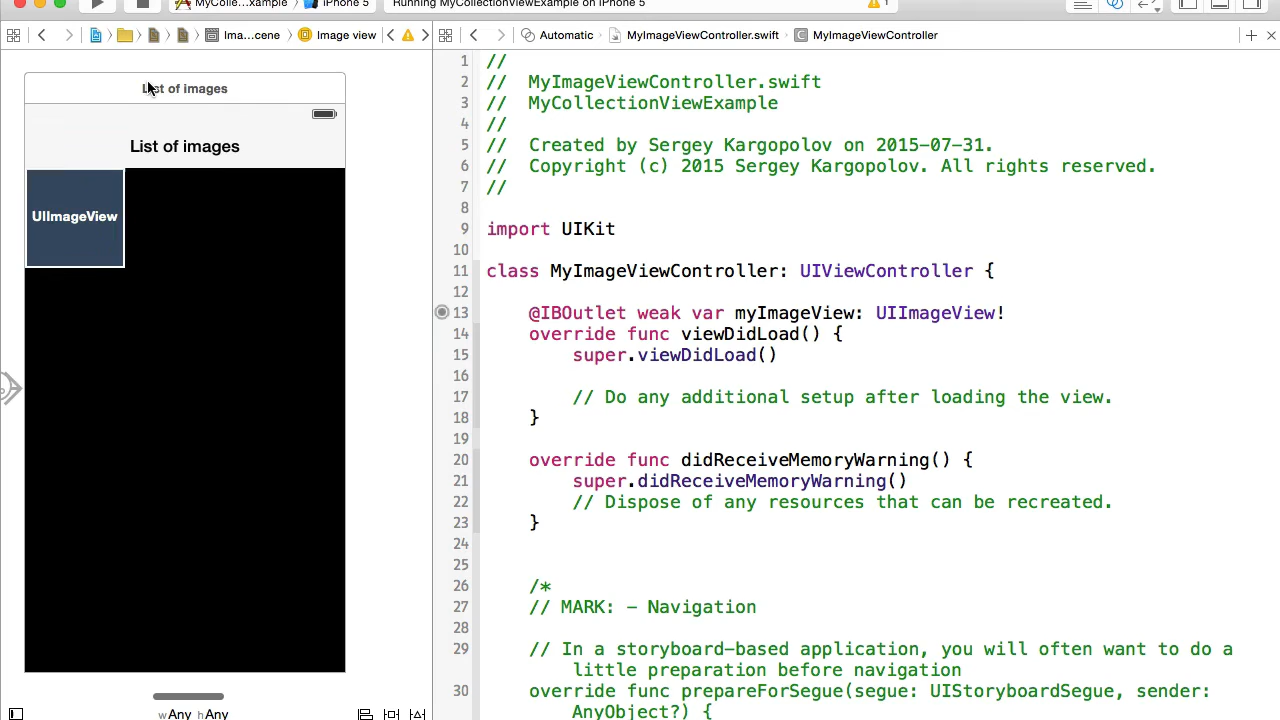 MyColle...xample iPhone 5 Running MyCollectionViewExample on iPhone 5 1
Ima...cene Image view Automatic MyImageViewController.swift MyImageViewController
List of images
List of images
UIImageView
wAny hAny
1 //
2 // MyImageViewController.swift
3 // MyCollectionViewExample
4 //
5 // Created by Sergey Kargopolov on 2015-07-31.
6 // Copyright (c) 2015 Sergey Kargopolov. All rights reserved.
7 //
8
9 import UIKit
10
11 class MyImageViewController: UIViewController {
12
13 @IBOutlet weak var myImageView: UIImageView!
14 override func viewDidLoad() {
15 super.viewDidLoad()
16
17 // Do any additional setup after loading the view.
18 }
19
20 override func didReceiveMemoryWarning() {
21 super.didReceiveMemoryWarning()
22 // Dispose of any resources that can be recreated.
23 }
24
25
26 /*
27 // MARK: - Navigation
28
29 // In a storyboard-based application, you will often want to do a
little preparation before navigation
30 override func prepareForSegue(segue: UIStoryboardSegue, sender:
AnyObject?) {